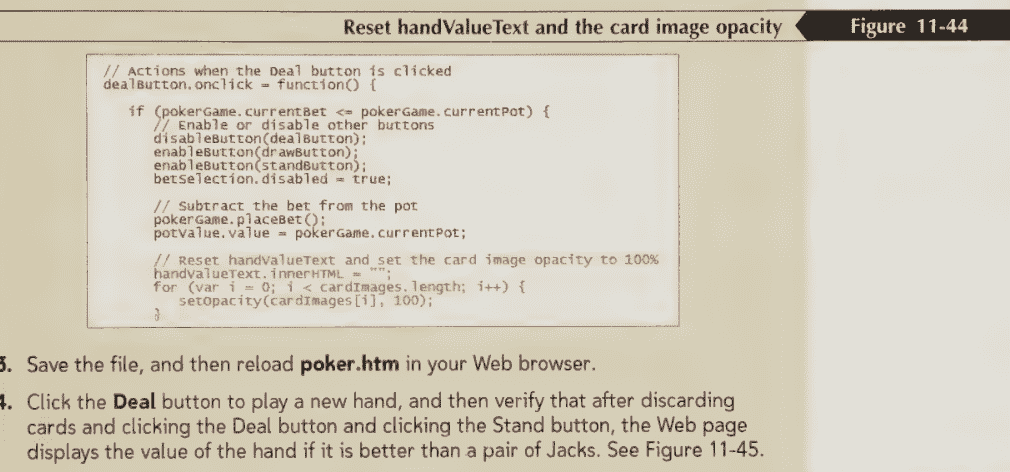 Reset handValueText and the card image opacity Figure 11-44
// Actions when the Deal button is clicked
dealButton.onclick = function() {
if (pokerGame.currentBet <= pokerGame.currentPot) {
// Enable or disable other buttons
disableButton(dealButton);
enableButton(drawButton);
enableButton(standButton);
betSelection.disabled = true;
// Subtract the bet from the pot
pokerGame.placeBet();
potValue.value = pokerGame.currentPot;
// Reset handValueText and set the card image opacity to 100%
handValueText.innerHTML = "";
for (var i = 0; i < cardImages.length; i++) {
setOpacity(cardImages[i], 100);
}
3. Save the file, and then reload poker.htm in your Web browser.
4. Click the Deal button to play a new hand, and then verify that after discarding
cards and clicking the Deal button and clicking the Stand button, the Web page
displays the value of the hand if it is better than a pair of Jacks. See Figure 11-45.